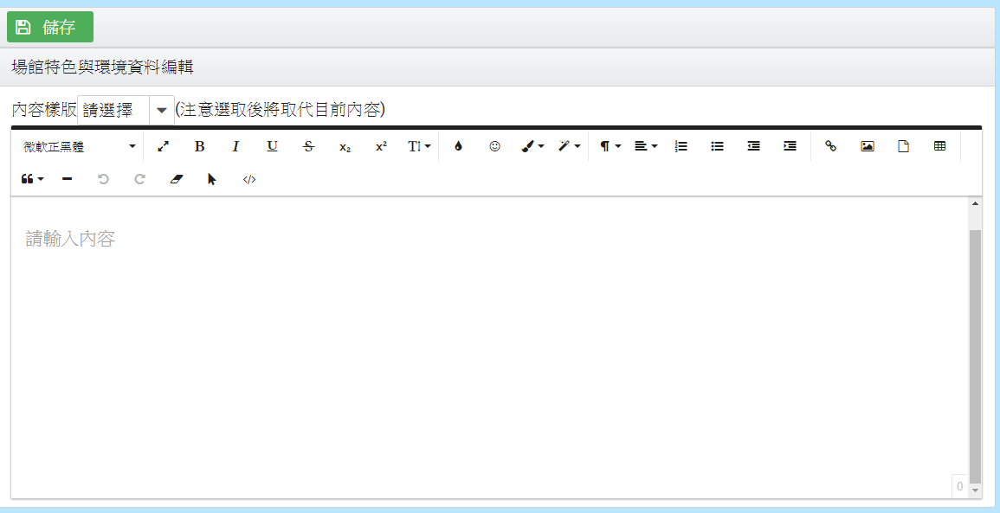 儲存
場館特色與環境資料編輯
內容樣版 請選擇 (注意選取後將取代目前內容)
微軟正黑體 B I U S x₂ x² T ¶
</>
請輸入內容
0